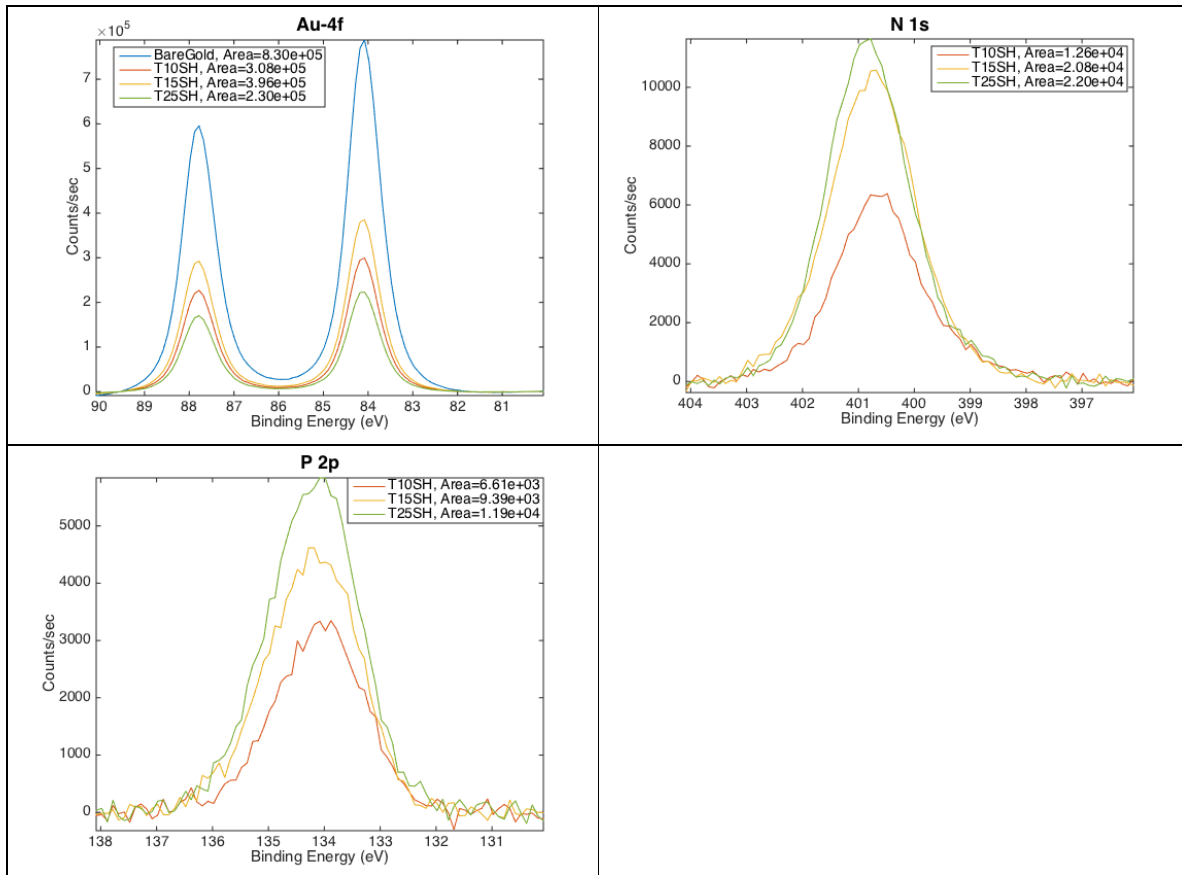 Au-4f
×10^5
BareGold, Area=8.30e+05
T10SH, Area=3.08e+05
T15SH, Area=3.96e+05
T25SH, Area=2.30e+05
7
6
5
4
3
2
1
0
Counts/sec
90 89 88 87 86 85 84 83 82 81
Binding Energy (eV)
N 1s
T10SH, Area=1.26e+04
T15SH, Area=2.08e+04
T25SH, Area=2.20e+04
10000
8000
6000
4000
2000
0
Counts/sec
404 403 402 401 400 399 398 397
Binding Energy (eV)
P 2p
T10SH, Area=6.61e+03
T15SH, Area=9.39e+03
T25SH, Area=1.19e+04
5000
4000
3000
2000
1000
0
Counts/sec
138 137 136 135 134 133 132 131
Binding Energy (eV)